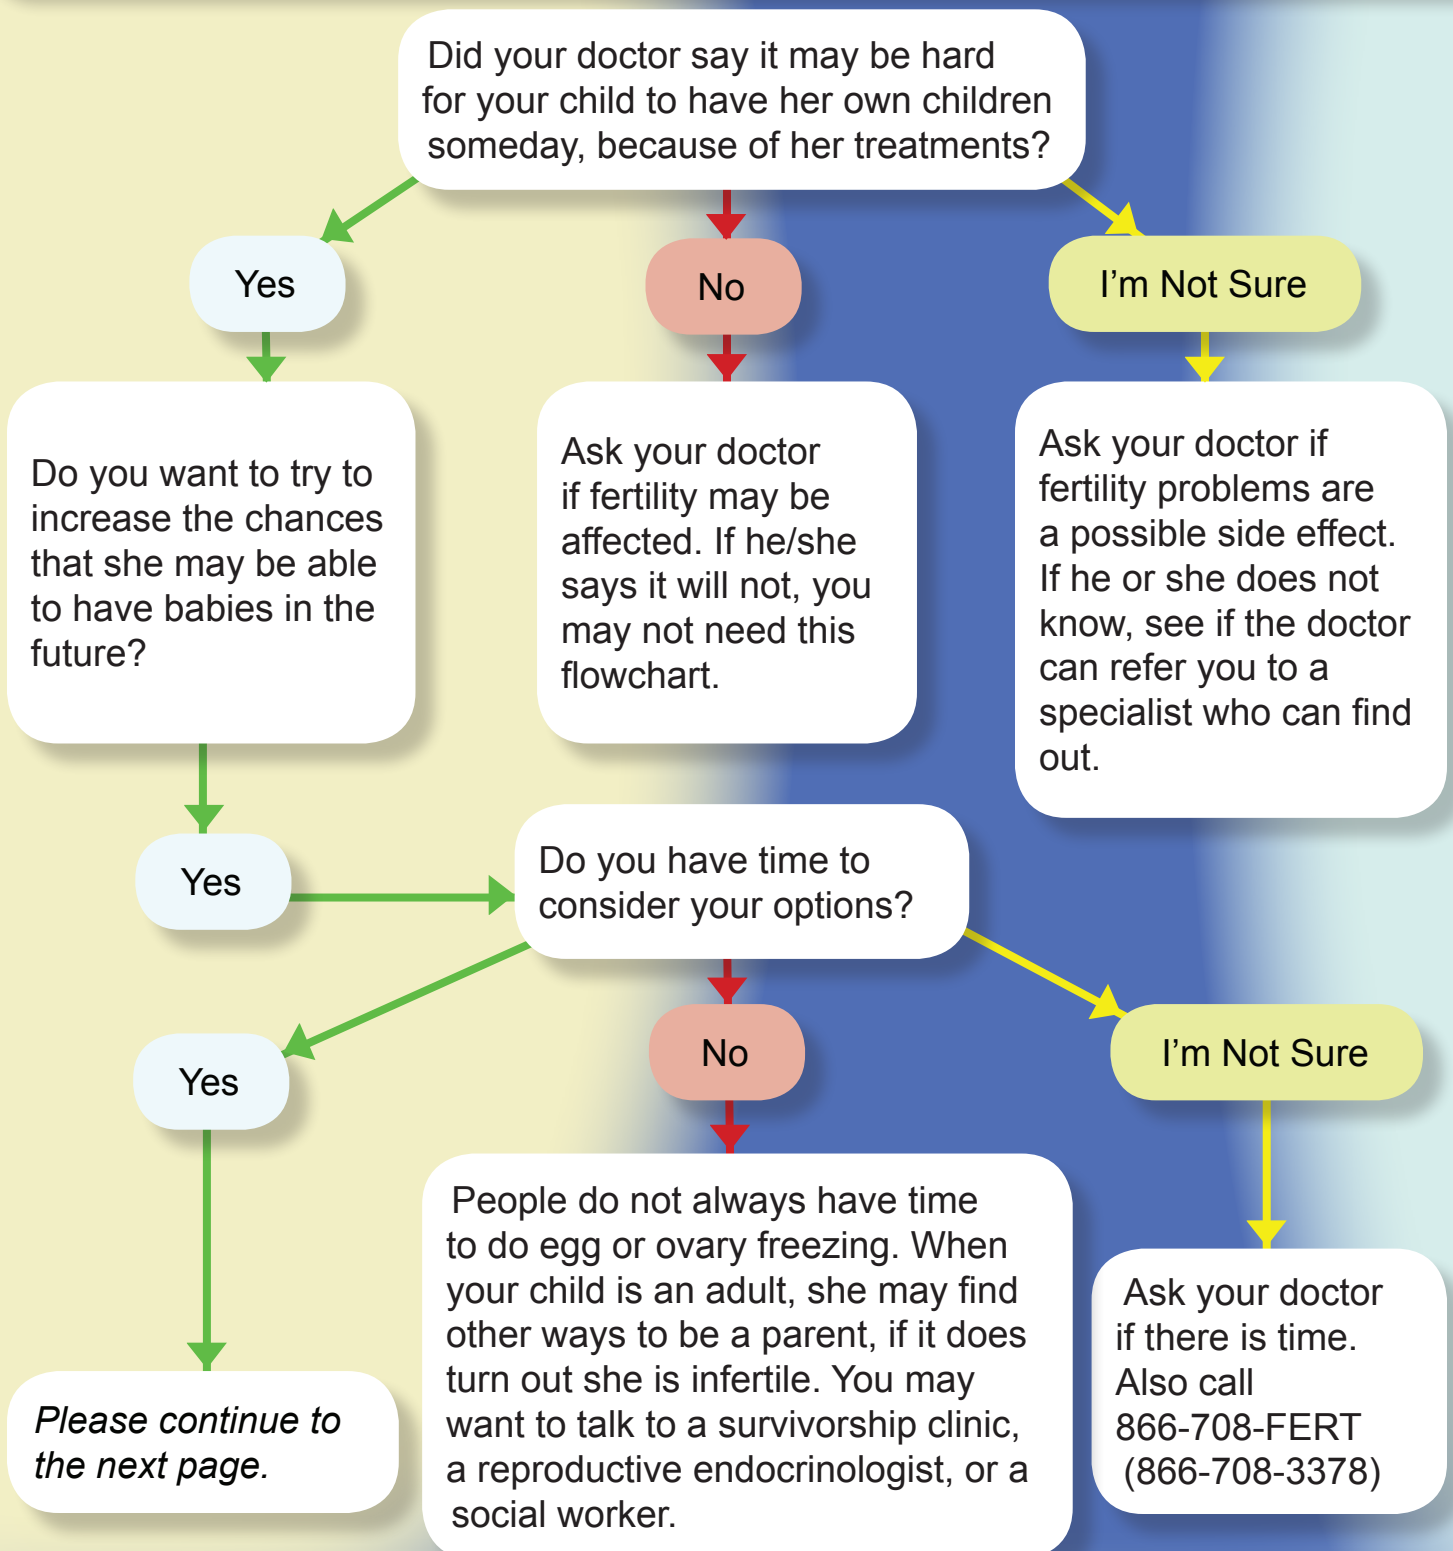 Did your doctor say it may be hard
for your child to have her own children
someday, because of her treatments?
Yes
No
I'm Not Sure
Do you want to try to
increase the chances
that she may be able
to have babies in the
future?
Ask your doctor
if fertility may be
affected. If he/she
says it will not, you
may not need this
flowchart.
Ask your doctor if
fertility problems are
a possible side effect.
If he or she does not
know, see if the doctor
can refer you to a
specialist who can find
out.
Yes
Do you have time to
consider your options?
Yes
No
I'm Not Sure
Please continue to
the next page.
People do not always have time
to do egg or ovary freezing. When
your child is an adult, she may find
other ways to be a parent, if it does
turn out she is infertile. You may
want to talk to a survivorship clinic,
a reproductive endocrinologist, or a
social worker.
Ask your doctor
if there is time.
Also call
866-708-FERT
(866-708-3378)